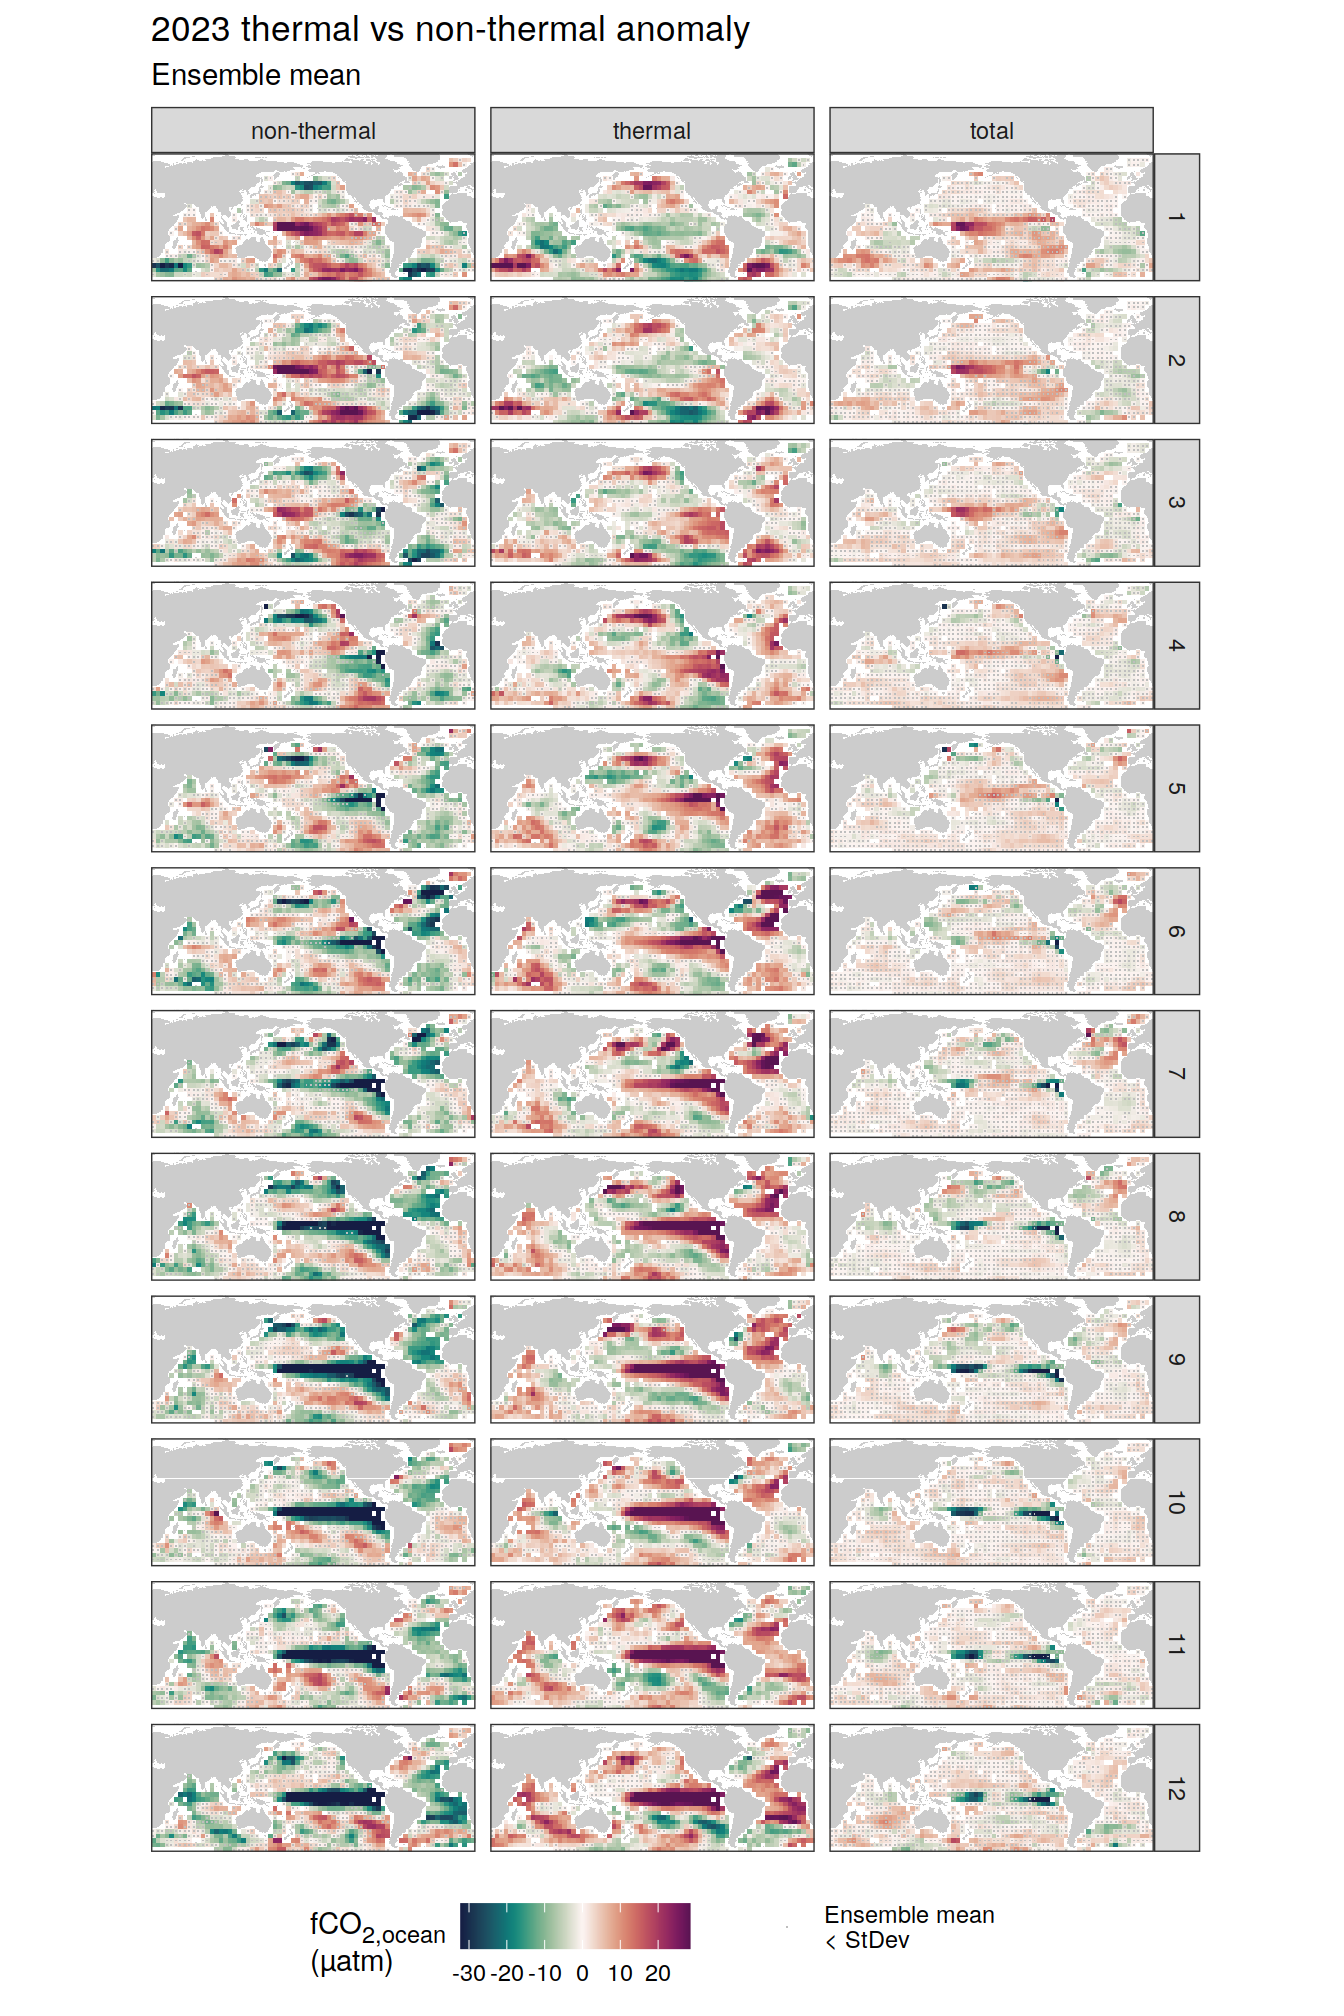 2023 thermal vs non-thermal anomaly
Ensemble mean
non-thermal thermal total
1
2
3
4
5
6
7
8
9
10
11
12
fCO2,ocean
(μatm)
-30 -20 -10 0 10 20
Ensemble mean
< StDev